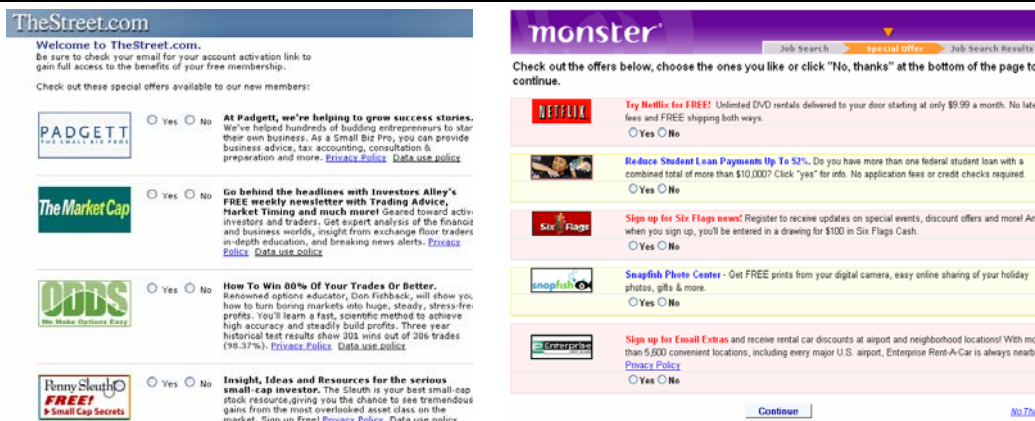 TheStreet.com
Welcome to TheStreet.com.
Be sure to check your email for your account activation link to
gain full access to the benefits of your free membership.
Check out these special offers available to our new members:
PADGETT
THE SMALL BIZ PROS
Yes No
At Padgett, we're helping to grow success stories.
We've helped hundreds of budding entrepreneurs to star
their own business. As a Small Biz Pro, you can provide
business advice, tax accounting, consultation &
preparation and more. Privacy Policy Data use policy
The Market Cap
Yes No
Go behind the headlines with Investors Alley's
FREE weekly newsletter with Trading Advice,
Market Timing and much more! Geared toward active
investors and traders. Get expert analysis of the financia
and business worlds, insight from exchange floor traders
in-depth education, and breaking news alerts. Privacy
Policy Data use policy
ODDS
We Make Options Easy
Yes No
How To Win 80% Of Your Trades Or Better.
Renowned options educator, Don Fishback, will show you
how to turn boring markets into huge, steady, stress-fre
profits. You'll learn a fast, scientific method to achieve
high accuracy and steadily build profits. Three year
historical test results show 301 wins out of 306 trades
(98.37%). Privacy Policy Data use policy
Penny Sleuth
FREE!
Small Cap Secrets
Yes No
Insight, Ideas and Resources for the serious
small-cap investor. The Sleuth is your best small-cap
stock resource,giving you the chance to see tremendous
gains from the most overlooked asset class on the
market. Sign up Free! Privacy Policy Data use policy
monster
Job Search Special Offer Job Search Results
Check out the offers below, choose the ones you like or click "No, thanks" at the bottom of the page to
continue.
NETFLIX
Try Netflix for FREE! Unlimted DVD rentals delivered to your door starting at only $9.99 a month. No late
fees and FREE shipping both ways.
Yes No
Reduce Student Loan Payments Up To 52%. Do you have more than one federal student loan with a
combined total of more than $10,000? Click "yes" for info. No application fees or credit checks required.
Yes No
Six Flags
Sign up for Six Flags news! Register to receive updates on special events, discount offers and more! An
when you sign up, you'll be entered in a drawing for $100 in Six Flags Cash.
Yes No
snapfish
Snapfish Photo Center - Get FREE prints from your digital camera, easy online sharing of your holiday
photos, gifts & more.
Yes No
Enterprise
Sign up for Email Extras and receive rental car discounts at airport and neighborhood locations! With mo
than 5,600 convenient locations, including every major U.S. airport, Enterprise Rent-A-Car is always nearb
Privacy Policy
Yes No
Continue
No Th